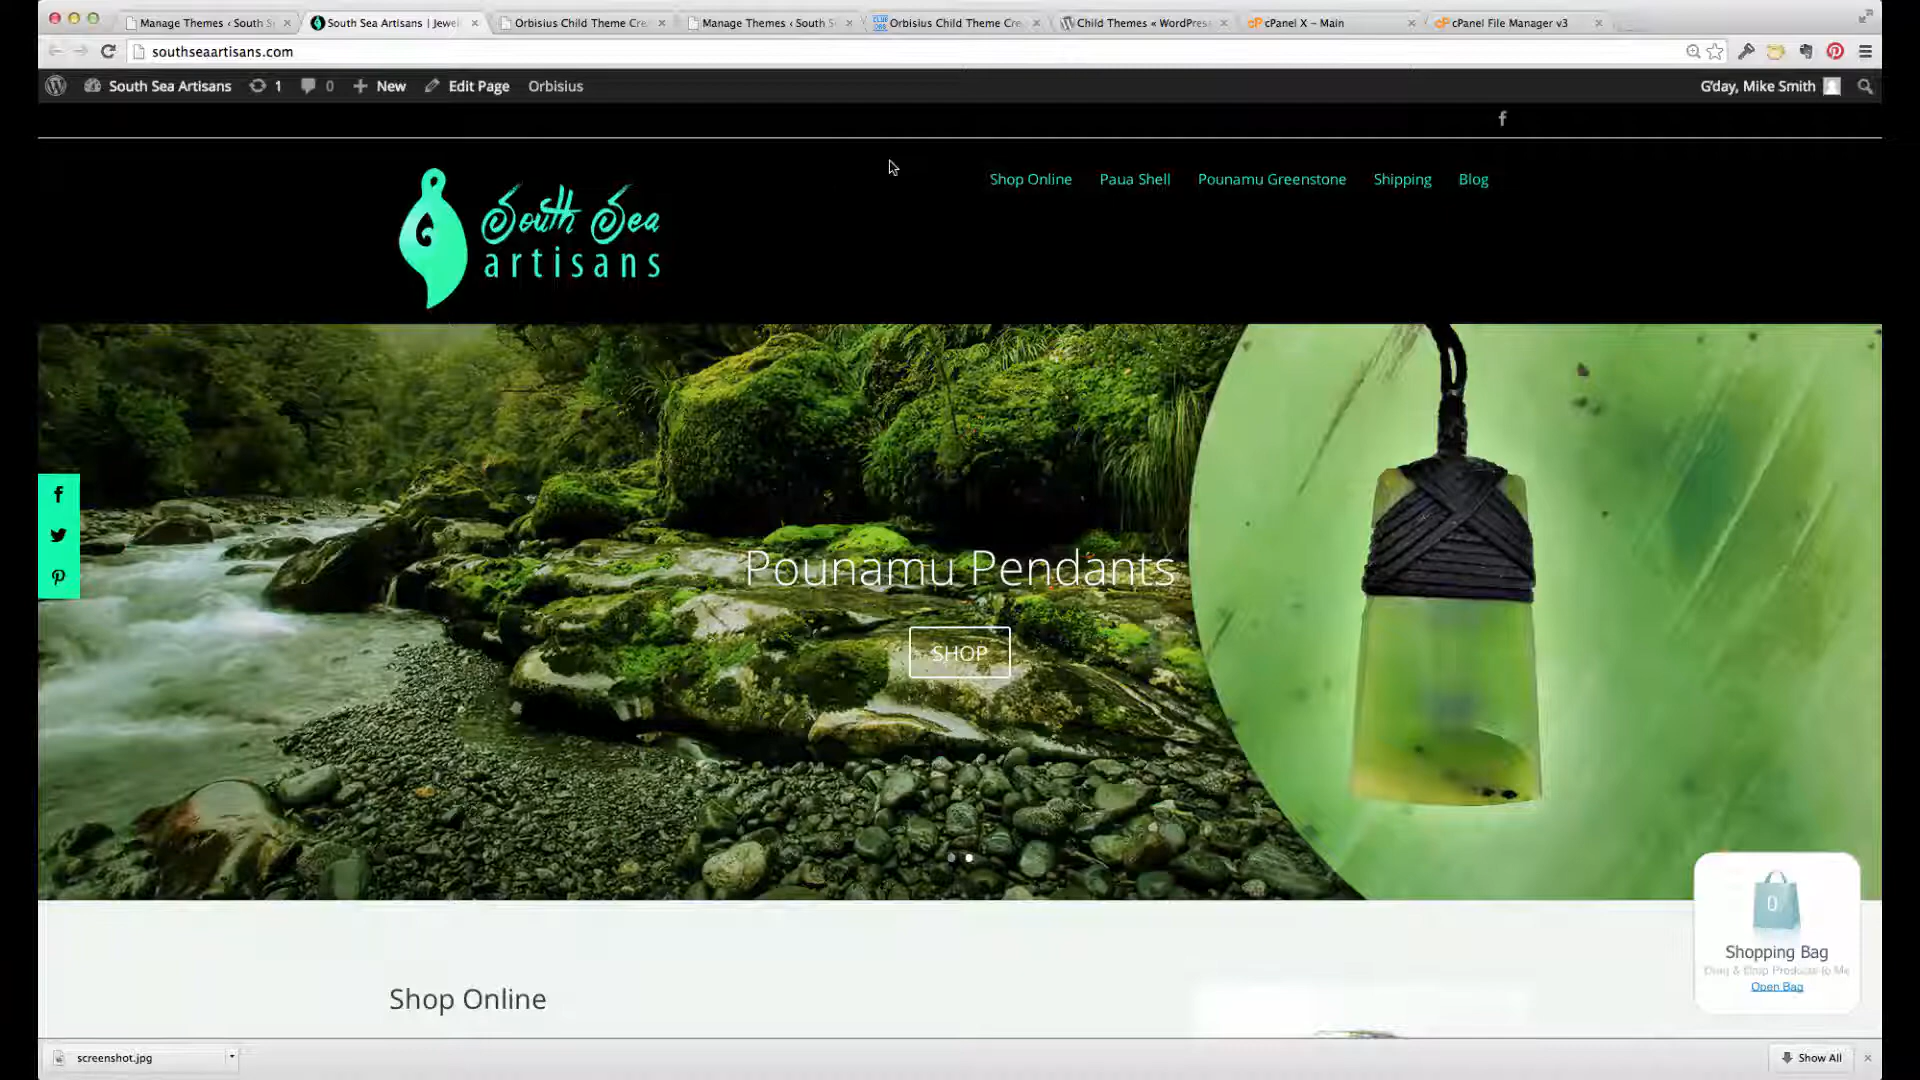 Manage Themes ‹ South S
South Sea Artisans | Jewel
Orbisius Child Theme Cre
Manage Themes ‹ South S
Orbisius Child Theme Cre
Child Themes « WordPress
cPanel X – Main
cPanel File Manager v3
southseaartisans.com
South Sea Artisans 1 0 New Edit Page Orbisius
G'day, Mike Smith
South Sea
artisans
Shop Online Paua Shell Pounamu Greenstone Shipping Blog
Pounamu Pendants
SHOP
0
Shopping Bag
Drag & Drop Products to Me
Open Bag
Shop Online
screenshot.jpg
Show All